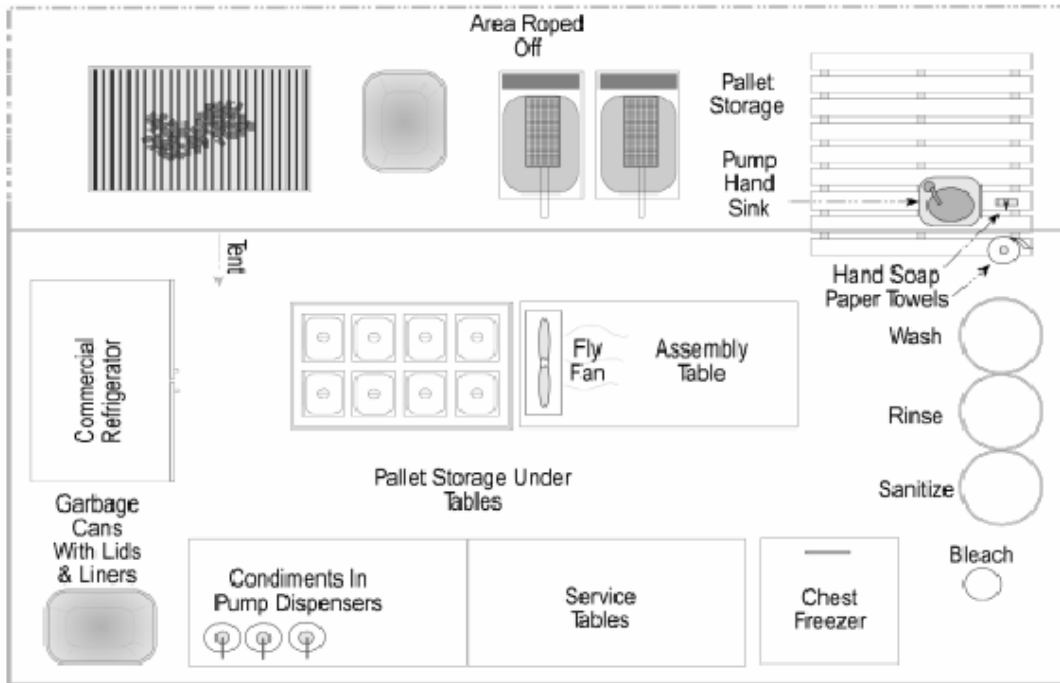 Area Roped
Off
Pallet
Storage
Pump
Hand
Sink
Tent
Hand Soap
Paper Towels
Commercial
Refrigerator
Fly
Fan
Assembly
Table
Wash
Rinse
Sanitize
Pallet Storage Under
Tables
Garbage
Cans
With Lids
& Liners
Condiments In
Pump Dispensers
Service
Tables
Chest
Freezer
Bleach